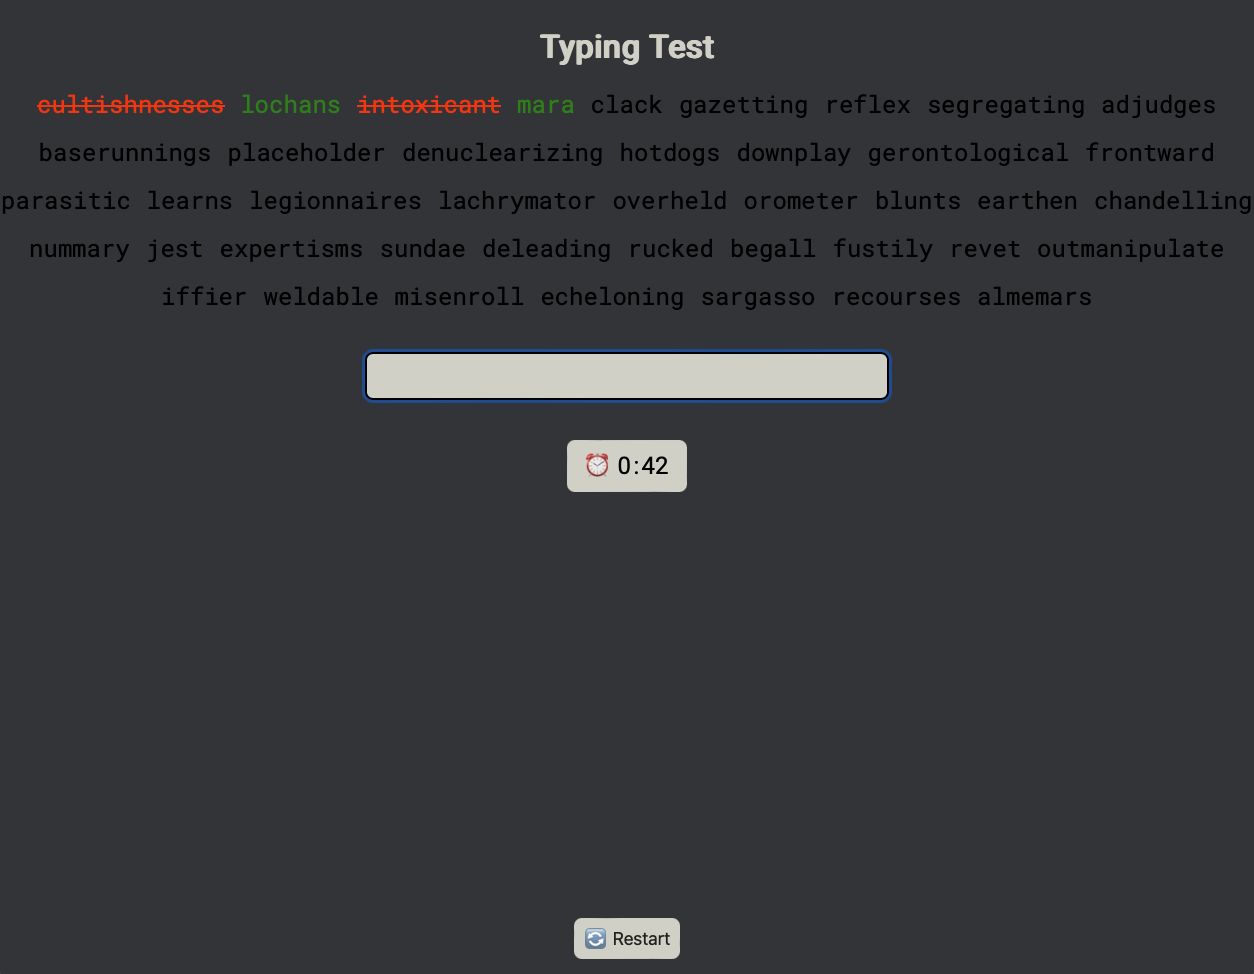 Typing Test
cultishnesses lochans intoxicant mara clack gazetting reflex segregating adjudges
baserunnings placeholder denuclearizing hotdogs downplay gerontological frontward
parasitic learns legionnaires lachrymator overheld orometer blunts earthen chandelling
nummary jest expertisms sundae deleading rucked begall fustily revet outmanipulate
iffier weldable misenroll echeloning sargasso recourses almemars
⏰ 0:42
🔄 Restart